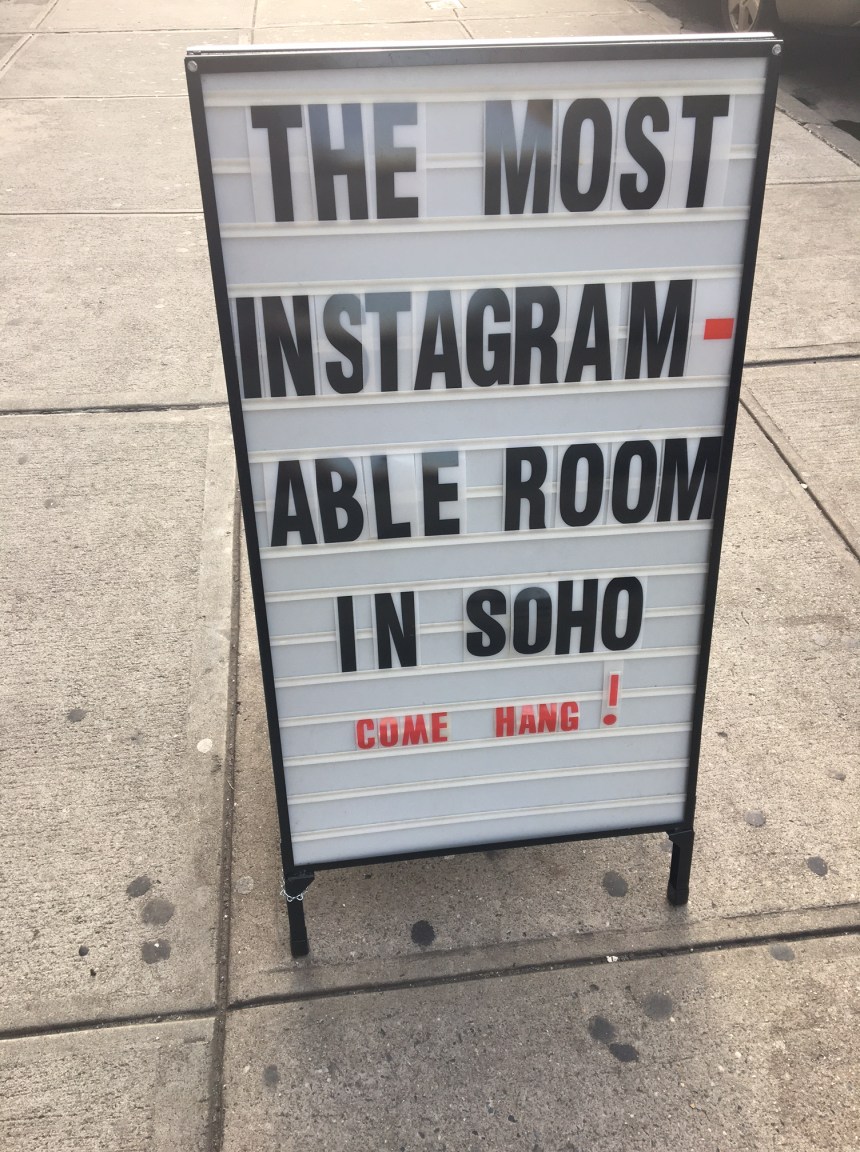 THE MOST
INSTAGRAM-
ABLE ROOM
IN SOHO
COME HANG!